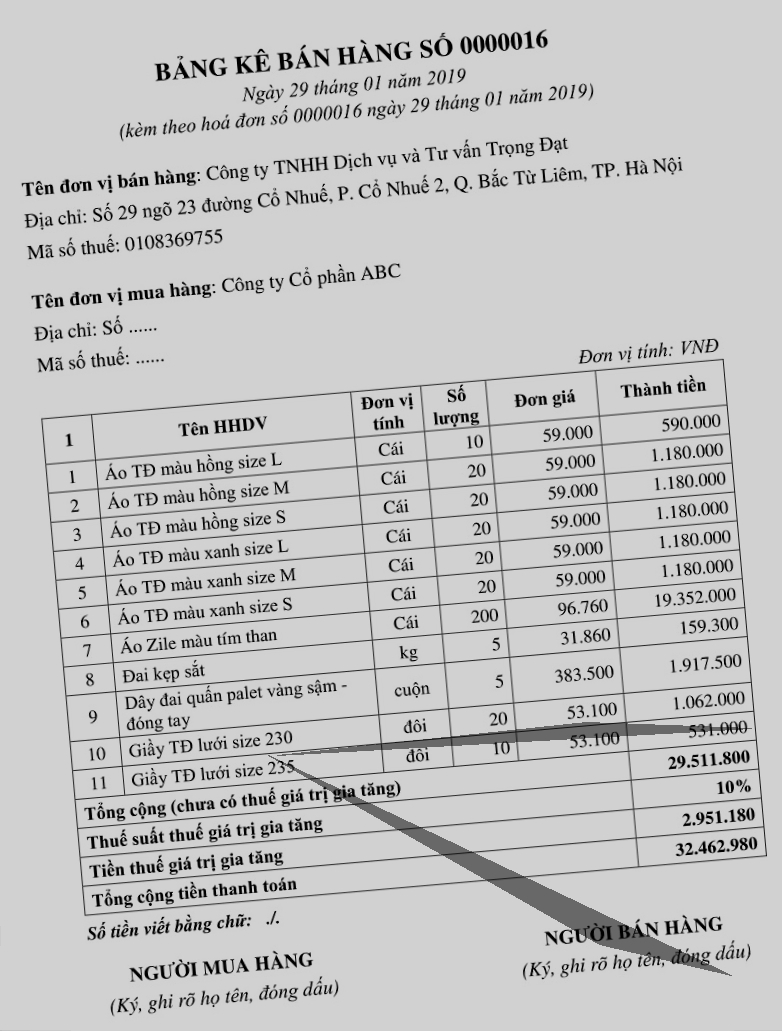 BẢNG KÊ BÁN HÀNG SỐ 0000016
Ngày 29 tháng 01 năm 2019
(kèm theo hoá đơn số 0000016 ngày 29 tháng 01 năm 2019)
Tên đơn vị bán hàng: Công ty TNHH Dịch vụ và Tư vấn Trọng Đạt
Địa chỉ: Số 29 ngõ 23 đường Cổ Nhuế, P. Cổ Nhuế 2, Q. Bắc Từ Liêm, TP. Hà Nội
Mã số thuế: 0108369755
Tên đơn vị mua hàng: Công ty Cổ phần ABC
Địa chỉ: Số ......
Mã số thuế: ......
Đơn vị tính: VNĐ
1 Tên HHDV Đơn vị tính Số lượng Đơn giá Thành tiền
1 Áo TĐ màu hồng size L Cái 10 59.000 590.000
2 Áo TĐ màu hồng size M Cái 20 59.000 1.180.000
3 Áo TĐ màu hồng size S Cái 20 59.000 1.180.000
4 Áo TĐ màu xanh size L Cái 20 59.000 1.180.000
5 Áo TĐ màu xanh size M Cái 20 59.000 1.180.000
6 Áo TĐ màu xanh size S Cái 20 59.000 1.180.000
7 Áo Zile màu tím than Cái 200 96.760 19.352.000
8 Đai kẹp sắt kg 5 31.860 159.300
9 Dây đai quấn palet vàng sậm - đóng tay cuộn 5 383.500 1.917.500
10 Giầy TĐ lưới size 230 đôi 20 53.100 1.062.000
11 Giầy TĐ lưới size 235 đôi 10 53.100 531.000
Tổng cộng (chưa có thuế giá trị gia tăng) 29.511.800
Thuế suất thuế giá trị gia tăng 10%
Tiền thuế giá trị gia tăng 2.951.180
Tổng cộng tiền thanh toán 32.462.980
Số tiền viết bằng chữ: ./.
NGƯỜI MUA HÀNG NGƯỜI BÁN HÀNG
(Ký, ghi rõ họ tên, đóng dấu) (Ký, ghi rõ họ tên, đóng dấu)